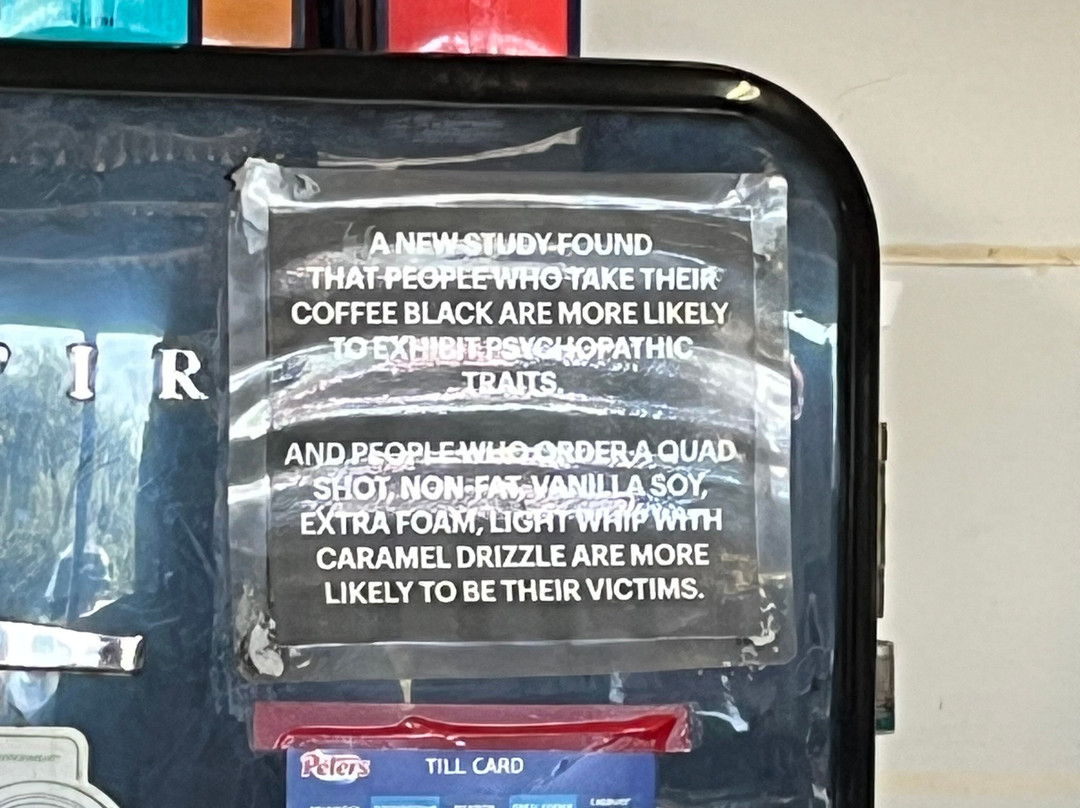 A NEW STUDY FOUND
THAT PEOPLE WHO TAKE THEIR
COFFEE BLACK ARE MORE LIKELY
TO EXHIBIT PSYCHOPATHIC
TRAITS.
AND PEOPLE WHO ORDER A QUAD
SHOT, NON-FAT, VANILLA SOY,
EXTRA FOAM, LIGHT WHIP WITH
CARAMEL DRIZZLE ARE MORE
LIKELY TO BE THEIR VICTIMS.
I R
Peters
TILL CARD